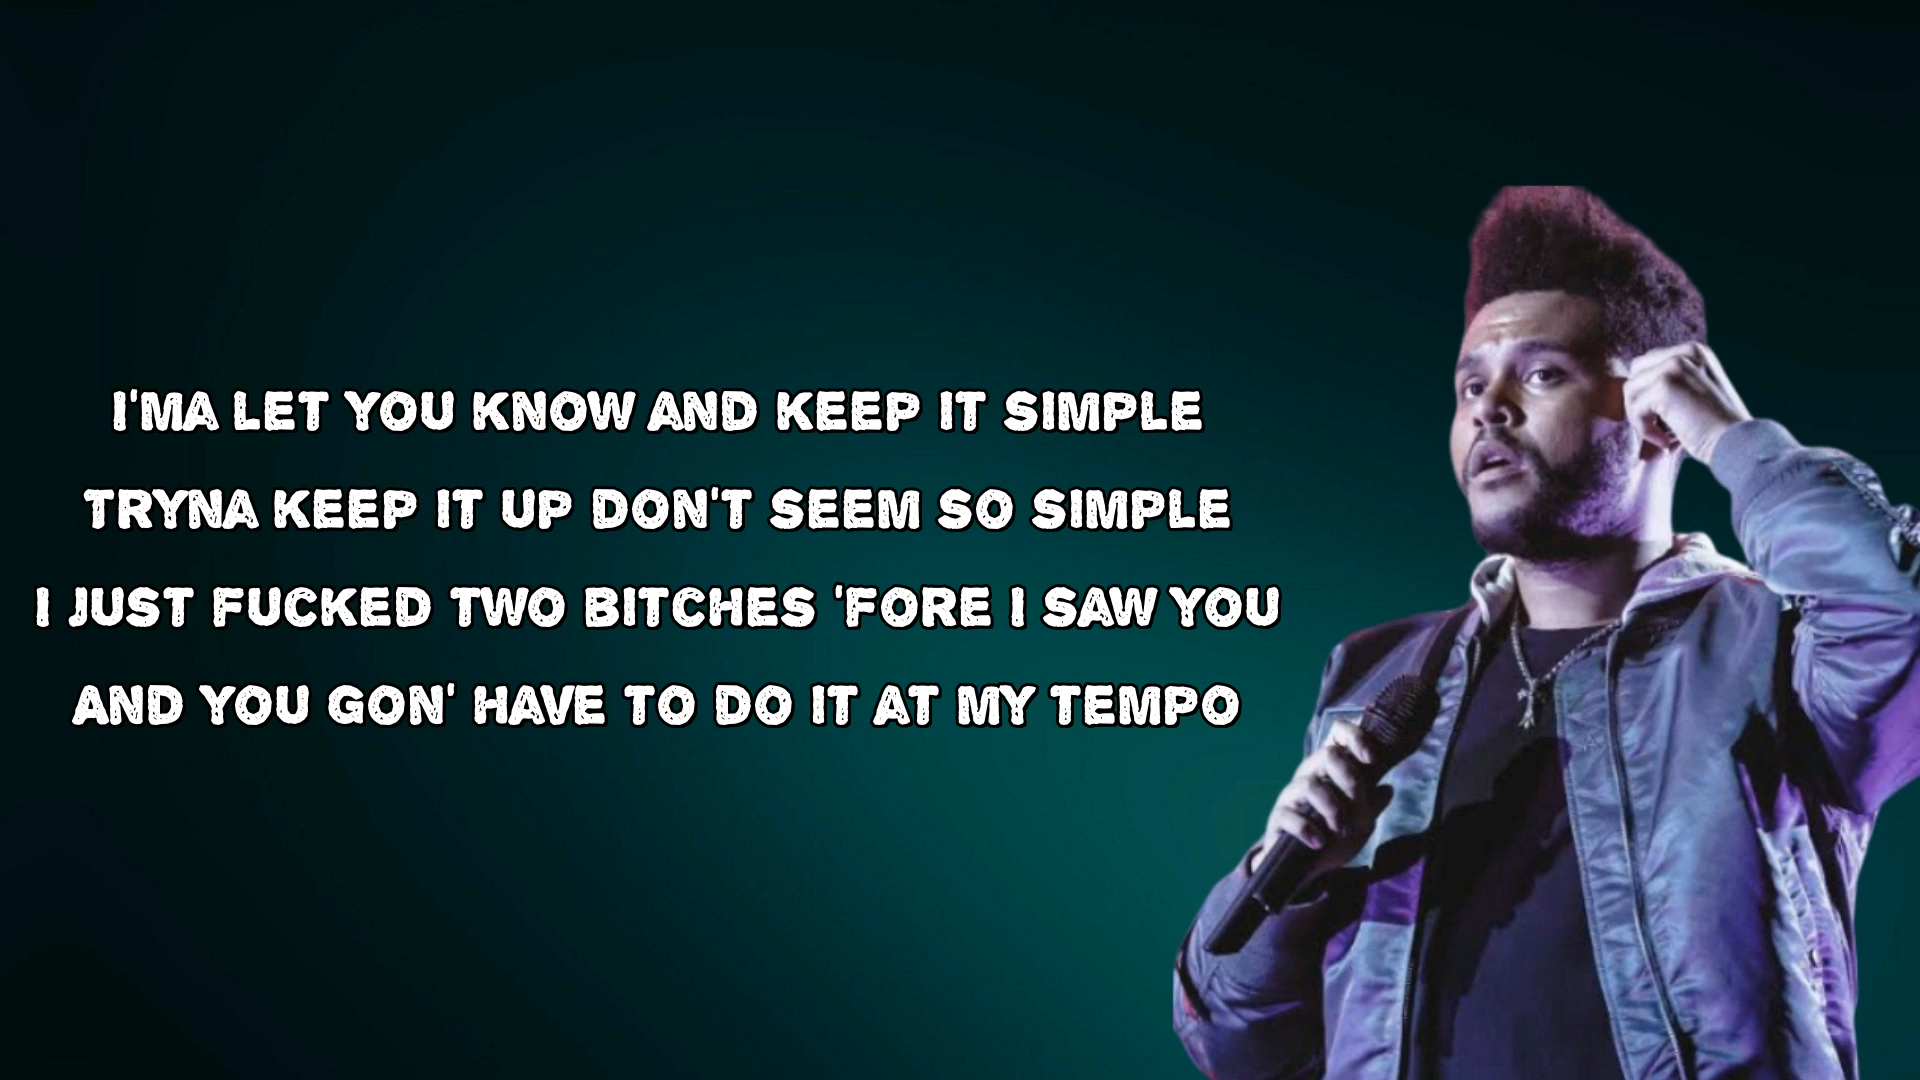 I'MA LET YOU KNOW AND KEEP IT SIMPLE
TRYNA KEEP IT UP DON'T SEEM SO SIMPLE
I JUST FUCKED TWO BITCHES 'FORE I SAW YOU
AND YOU GON' HAVE TO DO IT AT MY TEMPO